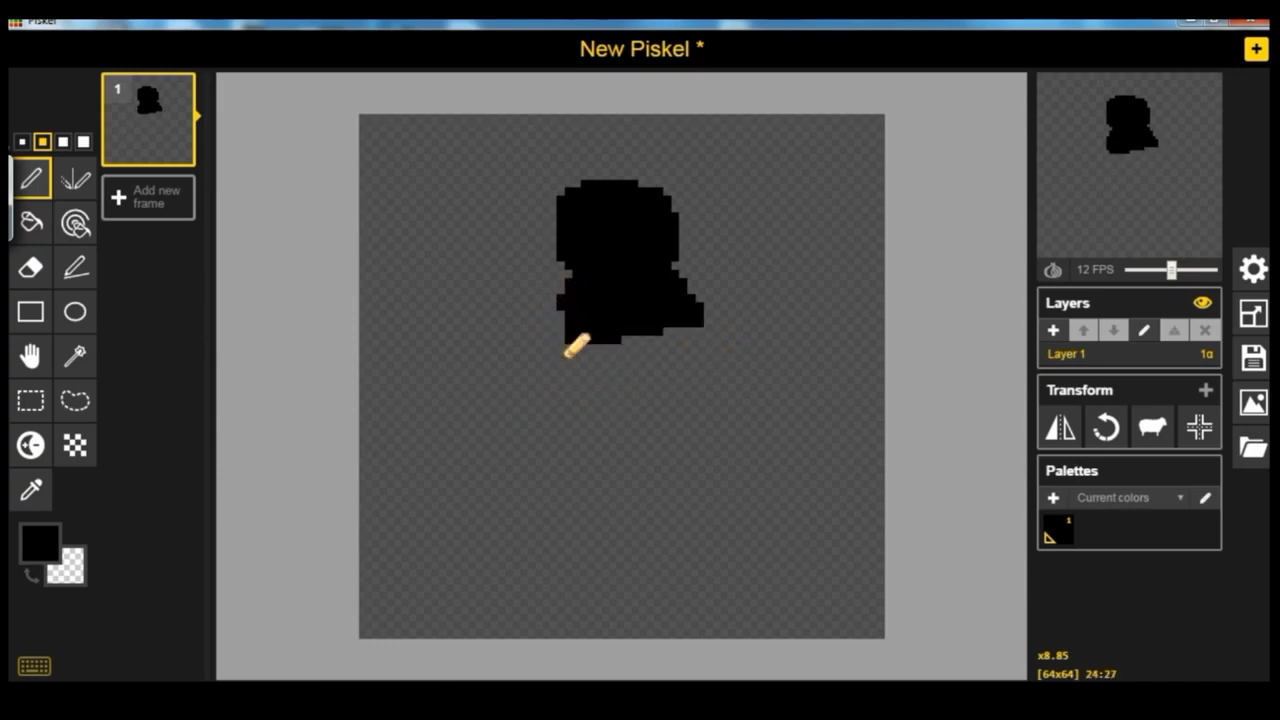 Piskel
New Piskel *
1
Add new
frame
12 FPS
Layers
Layer 1
1α
Transform
Palettes
Current colors
1
x8.85
[64x64] 24:27